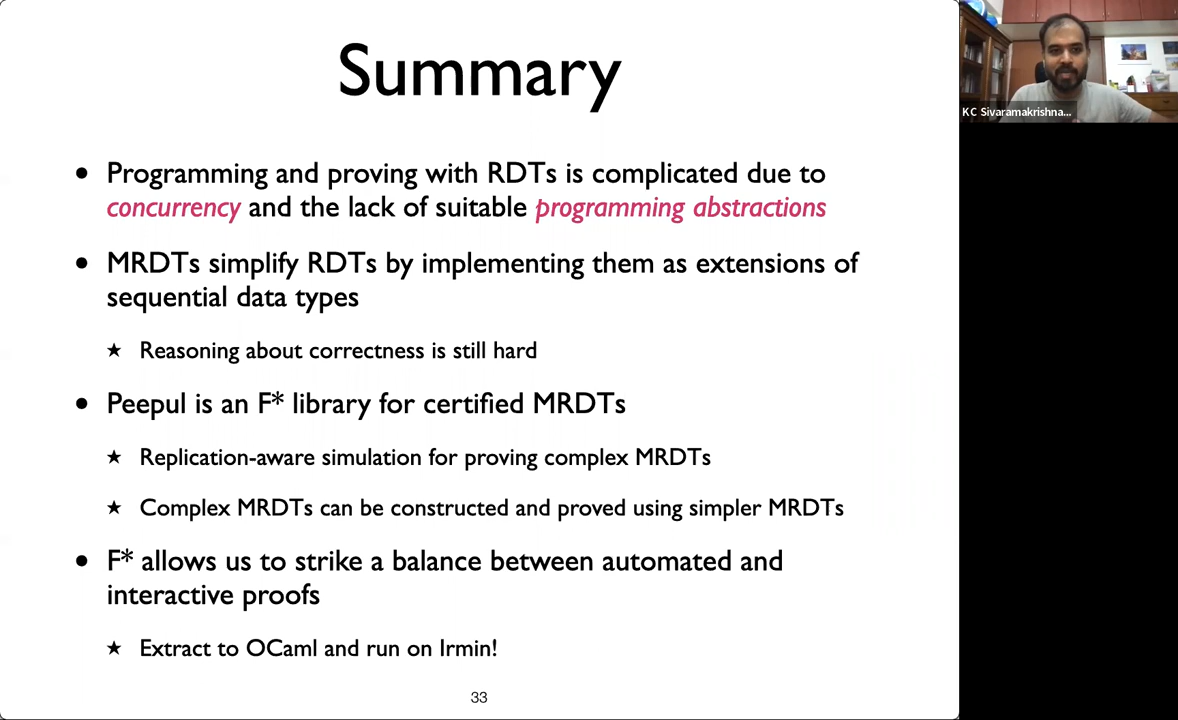 Summary
• Programming and proving with RDTs is complicated due to
concurrency and the lack of suitable programming abstractions
• MRDTs simplify RDTs by implementing them as extensions of
sequential data types
★ Reasoning about correctness is still hard
• Peepul is an F* library for certified MRDTs
★ Replication-aware simulation for proving complex MRDTs
★ Complex MRDTs can be constructed and proved using simpler MRDTs
• F* allows us to strike a balance between automated and
interactive proofs
★ Extract to OCaml and run on Irmin!
33
KC Sivaramakrishna...